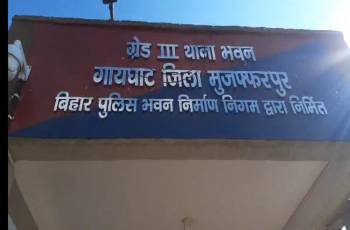 ग्रेड III थाना भवन
गायघाट जिला मुजफ्फरपुर
बिहार पुलिस भवन निर्माण निगम द्वारा निर्मित